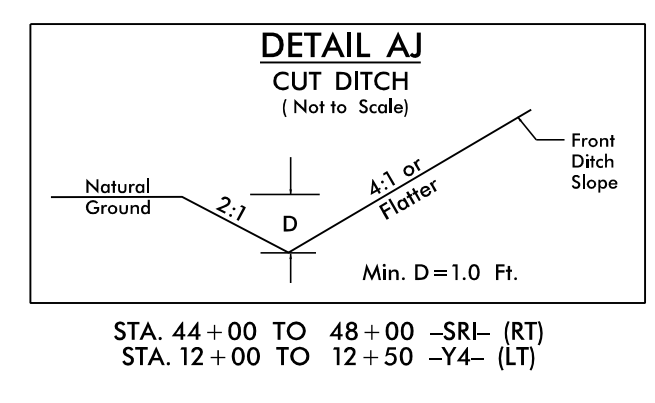 DETAIL AJ
CUT DITCH
(Not to Scale)
Natural
Ground
2:1
D
4:1 or
Flatter
Front
Ditch
Slope
Min. D=1.0 Ft.
STA. 44+00 TO 48+00 -SRI- (RT)
STA. 12+00 TO 12+50 -Y4- (LT)